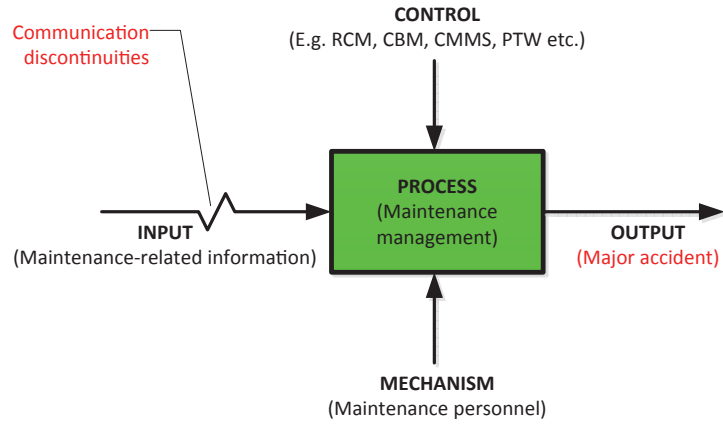 Communication
discontinuities
CONTROL
(E.g. RCM, CBM, CMMS, PTW etc.)
PROCESS
(Maintenance
management)
INPUT
(Maintenance-related information)
OUTPUT
(Major accident)
MECHANISM
(Maintenance personnel)